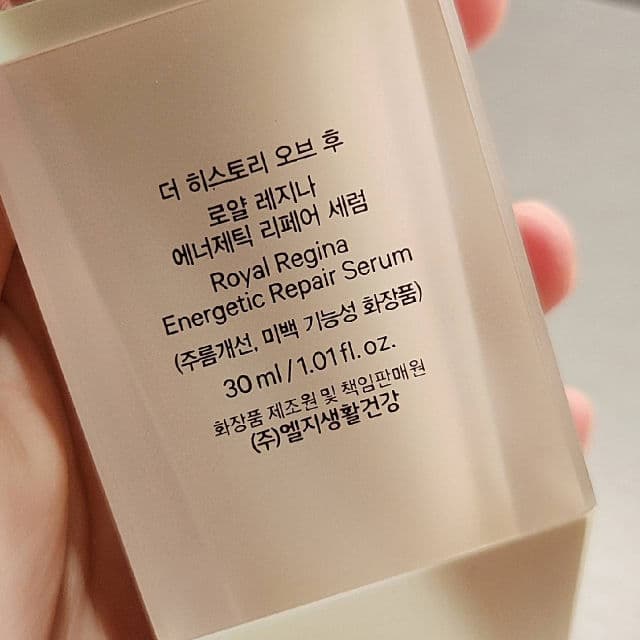 더 히스토리 오브 후
로얄 레지나
에너제틱 리페어 세럼
Royal Regina
Energetic Repair Serum
(주름개선, 미백 기능성 화장품)
30 ml / 1.01 fl. oz.
화장품 제조원 및 책임판매원
(주)엘지생활건강